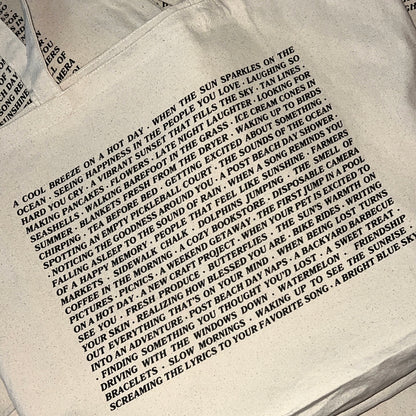 A COOL BREEZE ON A HOT DAY · WHEN THE SUN SPARKLES ON THE
OCEAN · SEEING HAPPINESS IN THE PEOPLE YOU LOVE · LAUGHING SO
HARD YOU CRY · A VIBRANT SUNSET THAT FILLS THE SKY · TAN LINES ·
MAKING PANCAKES · FLOWERS · LATE NIGHT LAUGHTER · LOOKING FOR
SEASHELLS · WALKING BAREFOOT IN THE GRASS · ICE CREAM CONES IN
SUMMER · BLANKETS FRESH FROM THE DRYER · WAKING UP TO BIRDS
CHIRPING · TEA BEFORE BED · GETTING EXCITED ABOUT SOMETHING ·
SPOTTING AN EMPTY PICKLEBALL COURT · THE SOUNDS OF THE OCEAN ·
FALLING ASLEEP TO THE SOUND OF RAIN · A POST BEACH DAY SHOWER ·
NOTICING THE GOODNESS AROUND YOU · WHEN A SONG REMINDS YOU
OF A HAPPY MEMORY · PEOPLE THAT FEEL LIKE SUNSHINE · FARMERS
MARKETS · SIDEWALK CHALK · DOLPHINS JUMPING · THE SMELL OF
COFFEE IN THE MORNING · A COZY BOOKSTORE · DISPOSABLE CAMERA
PICTURES · PICNICS · A WEEKEND GETAWAY · THE FIRST JUMP IN A POOL
ON A HOT DAY · A NEW CRAFT PROJECT · WHEN YOUR PET IS EXCITED TO
SEE YOU · FRESH PRODUCE · BUTTERFLIES · THE SUN'S WARMTH ON
YOUR SKIN · REALIZING HOW BLESSED YOU ARE · BIKE RIDES · WRITING
OUT EVERYTHING THAT'S ON YOUR MIND · WHEN BEING LOST, TURNS
INTO AN ADVENTURE · POST BEACH DAY NAPS · A BACKYARD BARBECUE
· FINDING SOMETHING YOU THOUGHT YOU'D LOST · A SWEET TREAT ·
DRIVING WITH THE WINDOWS DOWN · WATERMELON · FRIENDSHIP
BRACELETS · SLOW MORNINGS · WAKING UP TO SEE THE SUNRISE ·
SCREAMING THE LYRICS TO YOUR FAVORITE SONG · A BRIGHT BLUE SKY